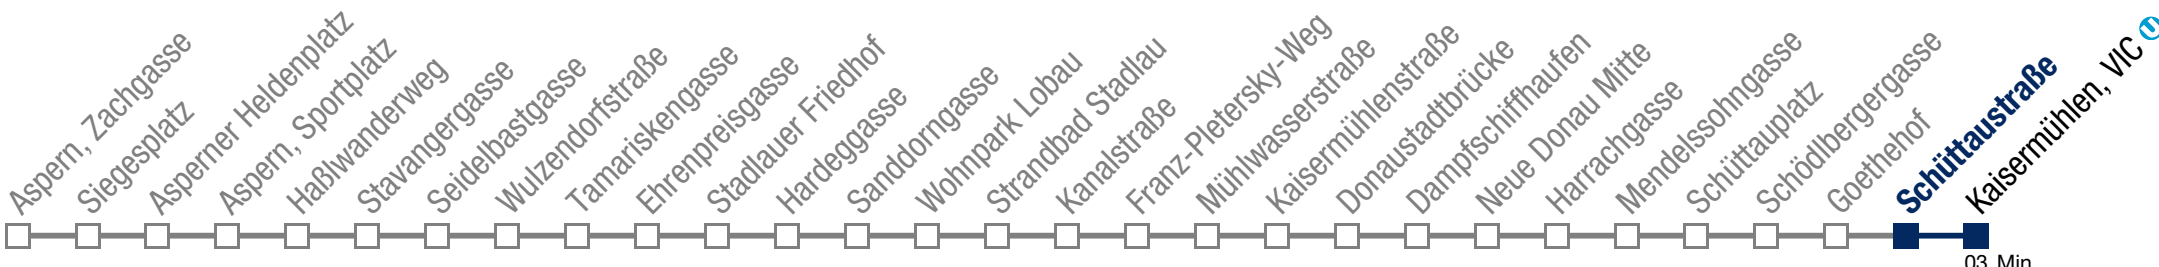 Aspern, Zachgasse
Siegesplatz
Asperner Heldenplatz
Aspern, Sportplatz
Haßlwanderweg
Stavangergasse
Seidelbastgasse
Wulzendorfstraße
Tamariskengasse
Ehrenpreisgasse
Stadlauer Friedhof
Hardeggasse
Sanddorngasse
Wohnpark Lobau
Strandbad Stadlau
Kanalstraße
Franz-Pletersky-Weg
Mühlwasserstraße
Kaisermühlenstraße
Donaustadtbrücke
Dampfschiffhaufen
Neue Donau Mitte
Harrachgasse
Mendelssohngasse
Schüttauplatz
Schödlbergergasse
Goethehof
Schüttaustraße
Kaisermühlen, VIC U
03 Min